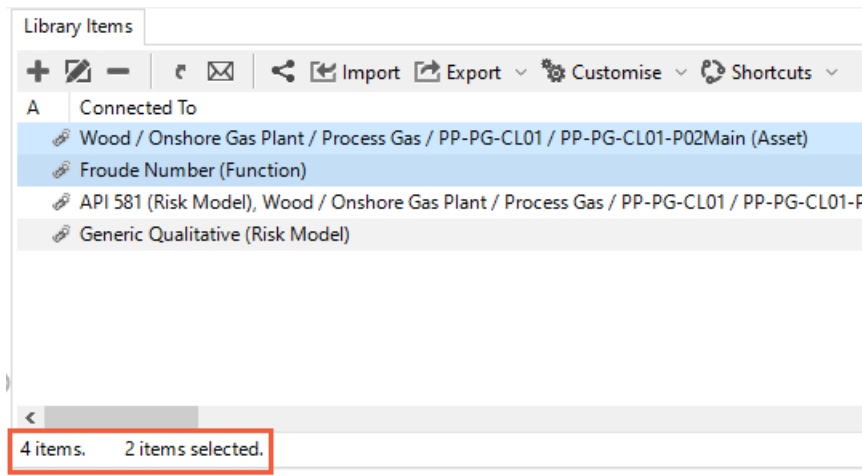 Library Items
Import Export Customise Shortcuts
A Connected To
Wood / Onshore Gas Plant / Process Gas / PP-PG-CL01 / PP-PG-CL01-P02Main (Asset)
Froude Number (Function)
API 581 (Risk Model), Wood / Onshore Gas Plant / Process Gas / PP-PG-CL01 / PP-PG-CL01-P
Generic Qualitative (Risk Model)
4 items. 2 items selected.